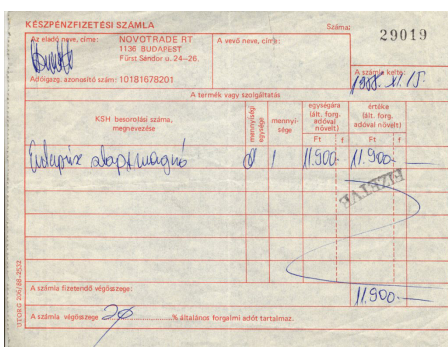 KÉSZPÉNZFIZETÉSI SZÁMLA
Száma:
29019
Az eladó neve, címe:
NOVOTRADE RT
1136 BUDAPEST
Fürst Sándor u. 24–26.
A vevő neve, címe:
Adóigazg. azonosító szám: 10181678201
A számla kelte:
1988. XI. 15.
A termék vagy szolgáltatás
KSH besorolási száma, megnevezése
mennyiségi egysége
mennyisége
egységára (ált. forg. adóval növelt)
értéke (ált. forg. adóval növelt)
Ft f Ft f
Enterprise alapmagnó 1 11.900- 11.900-
FIZETVE
A számla fizetendő végösszege:
11.900-
A számla végösszege ............% általános forgalmi adót tartalmaz.